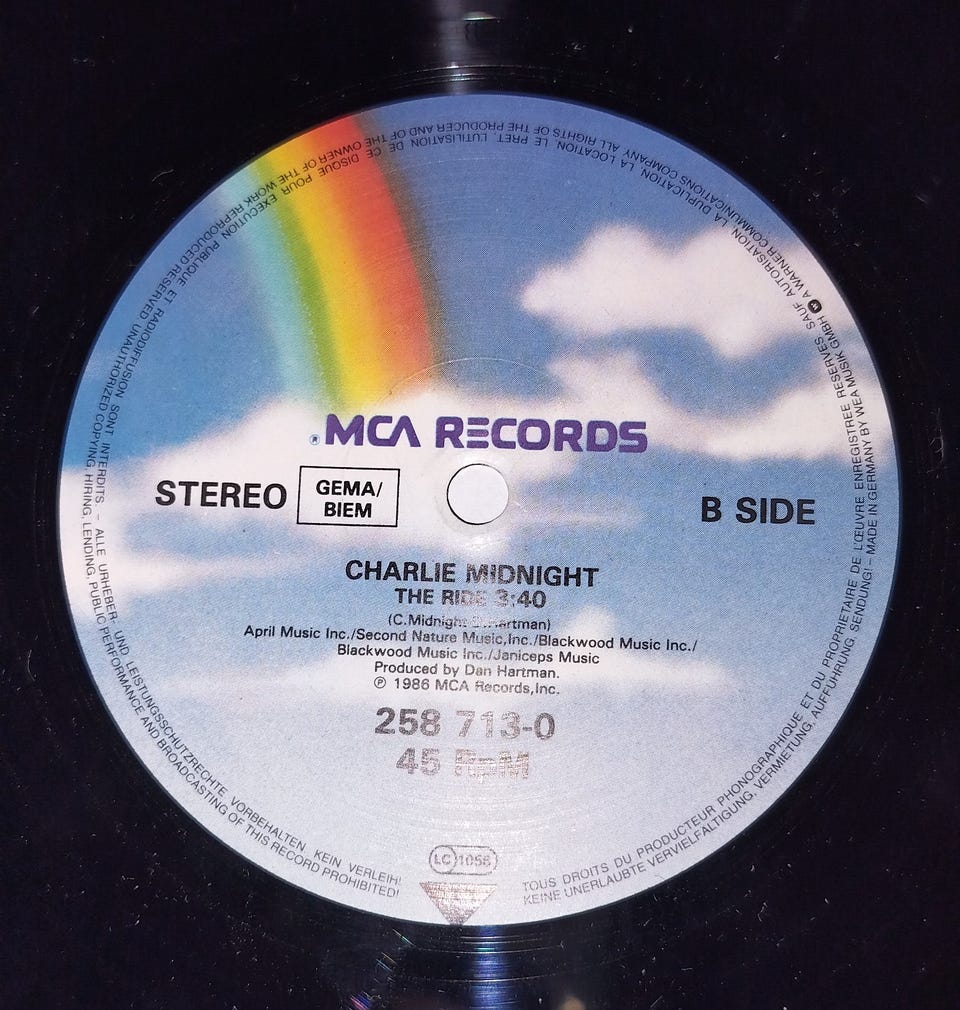 ® MCA RECORDS
STEREO
GEMA/
BIEM
B SIDE
CHARLIE MIDNIGHT
THE RIDE 3:40
(C.Midnight Hartman)
April Music Inc./Second Nature Music,Inc./Blackwood Music Inc./
Blackwood Music Inc./Janiceps Music
Produced by Dan Hartman.
℗ 1986 MCA Records,Inc.
258 713-0
45 RpM
LC 1056
TOUS DROITS DU PRODUCTEUR PHONOGRAPHIQUE ET DU PROPRIETAIRE DE L'ŒUVRE ENREGISTREE RESERVES. SAUF AUTORISATION, LA DUPLICATION, LA LOCATION, LE PRET, L'UTILISATION DE CE DISQUE POUR EXECUTION PUBLIQUE ET RADIODIFFUSION SONT INTERDITS – ALLE URHEBER- UND LEISTUNGSSCHUTZRECHTE VORBEHALTEN KEIN VERLEIH!
KEINE UNERLAUBTE VERVIELFÄLTIGUNG, VERMIETUNG, AUFFÜHRUNG, SENDUNG! – MADE IN GERMANY BY WEA MUSIK GMBH A WARNER COMMUNICATIONS COMPANY. ALL RIGHTS OF THE PRODUCER AND OF THE OWNER OF THE WORK REPRODUCED RESERVED UNAUTHORIZED COPYING, HIRING, LENDING, PUBLIC PERFORMANCE AND BROADCASTING OF THIS RECORD PROHIBITED!